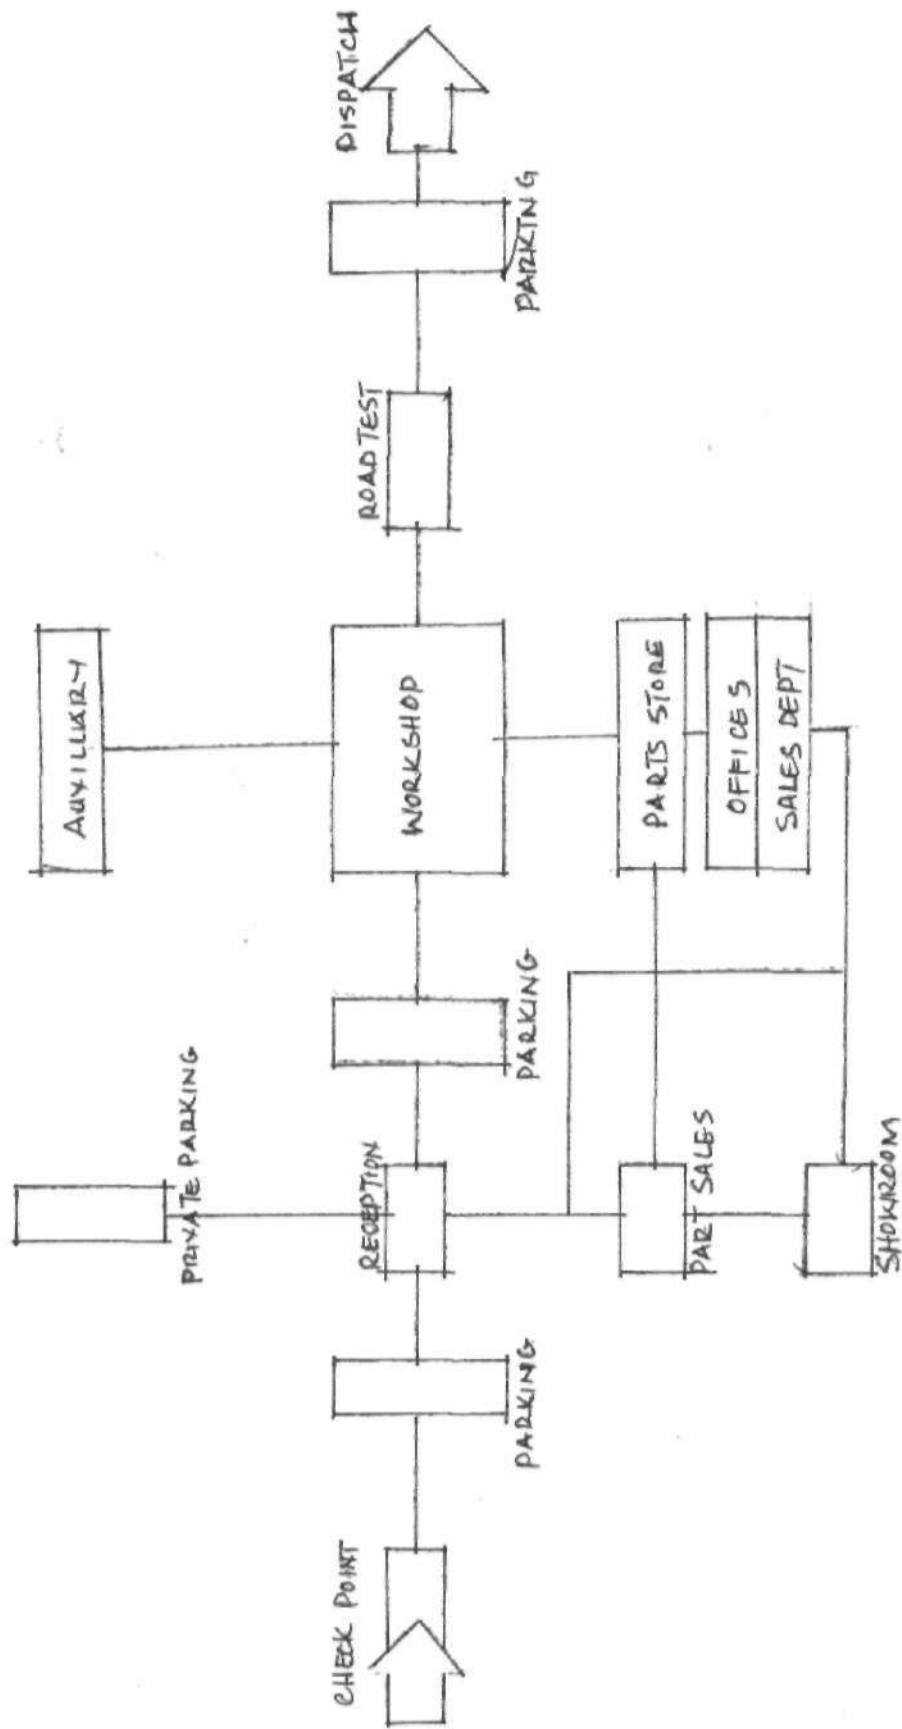 CHECK POINT
PARKING
PRIVATE PARKING
RECEPTION
PART SALES
SHOWROOM
PARKING
AUXILLIARY
WORKSHOP
PARTS STORE
OFFICES
SALES DEPT
ROAD TEST
PARKING
DISPATCH